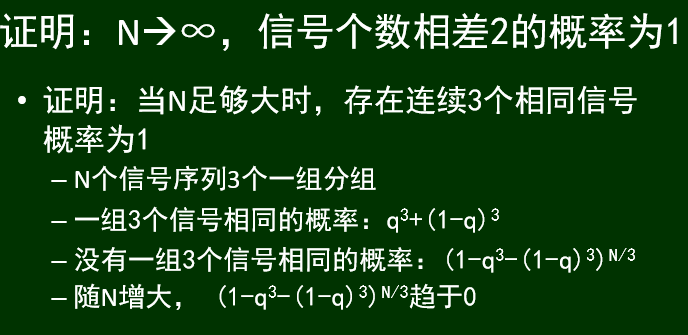 证明：N→∞，信号个数相差2的概率为1
• 证明：当N足够大时，存在连续3个相同信号
概率为1
– N个信号序列3个一组分组
– 一组3个信号相同的概率：q³+(1-q)³
– 没有一组3个信号相同的概率：(1-q³-(1-q)³)^N/3
– 随N增大， (1-q³-(1-q)³)^N/3趋于0